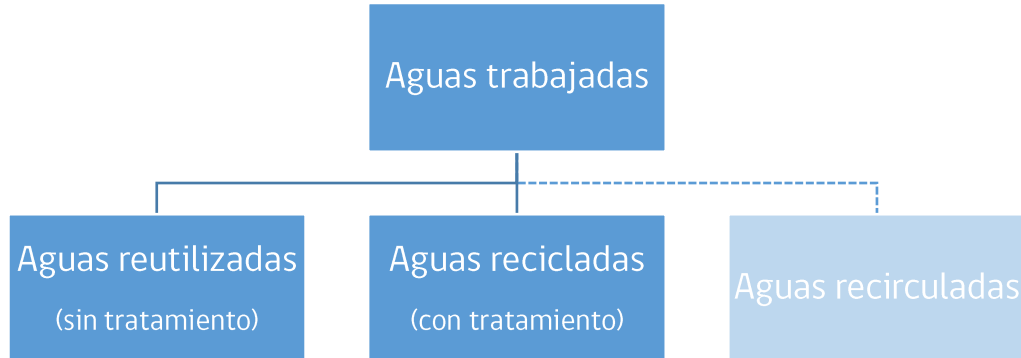 Aguas trabajadas
Aguas reutilizadas
(sin tratamiento)
Aguas recicladas
(con tratamiento)
Aguas recirculadas